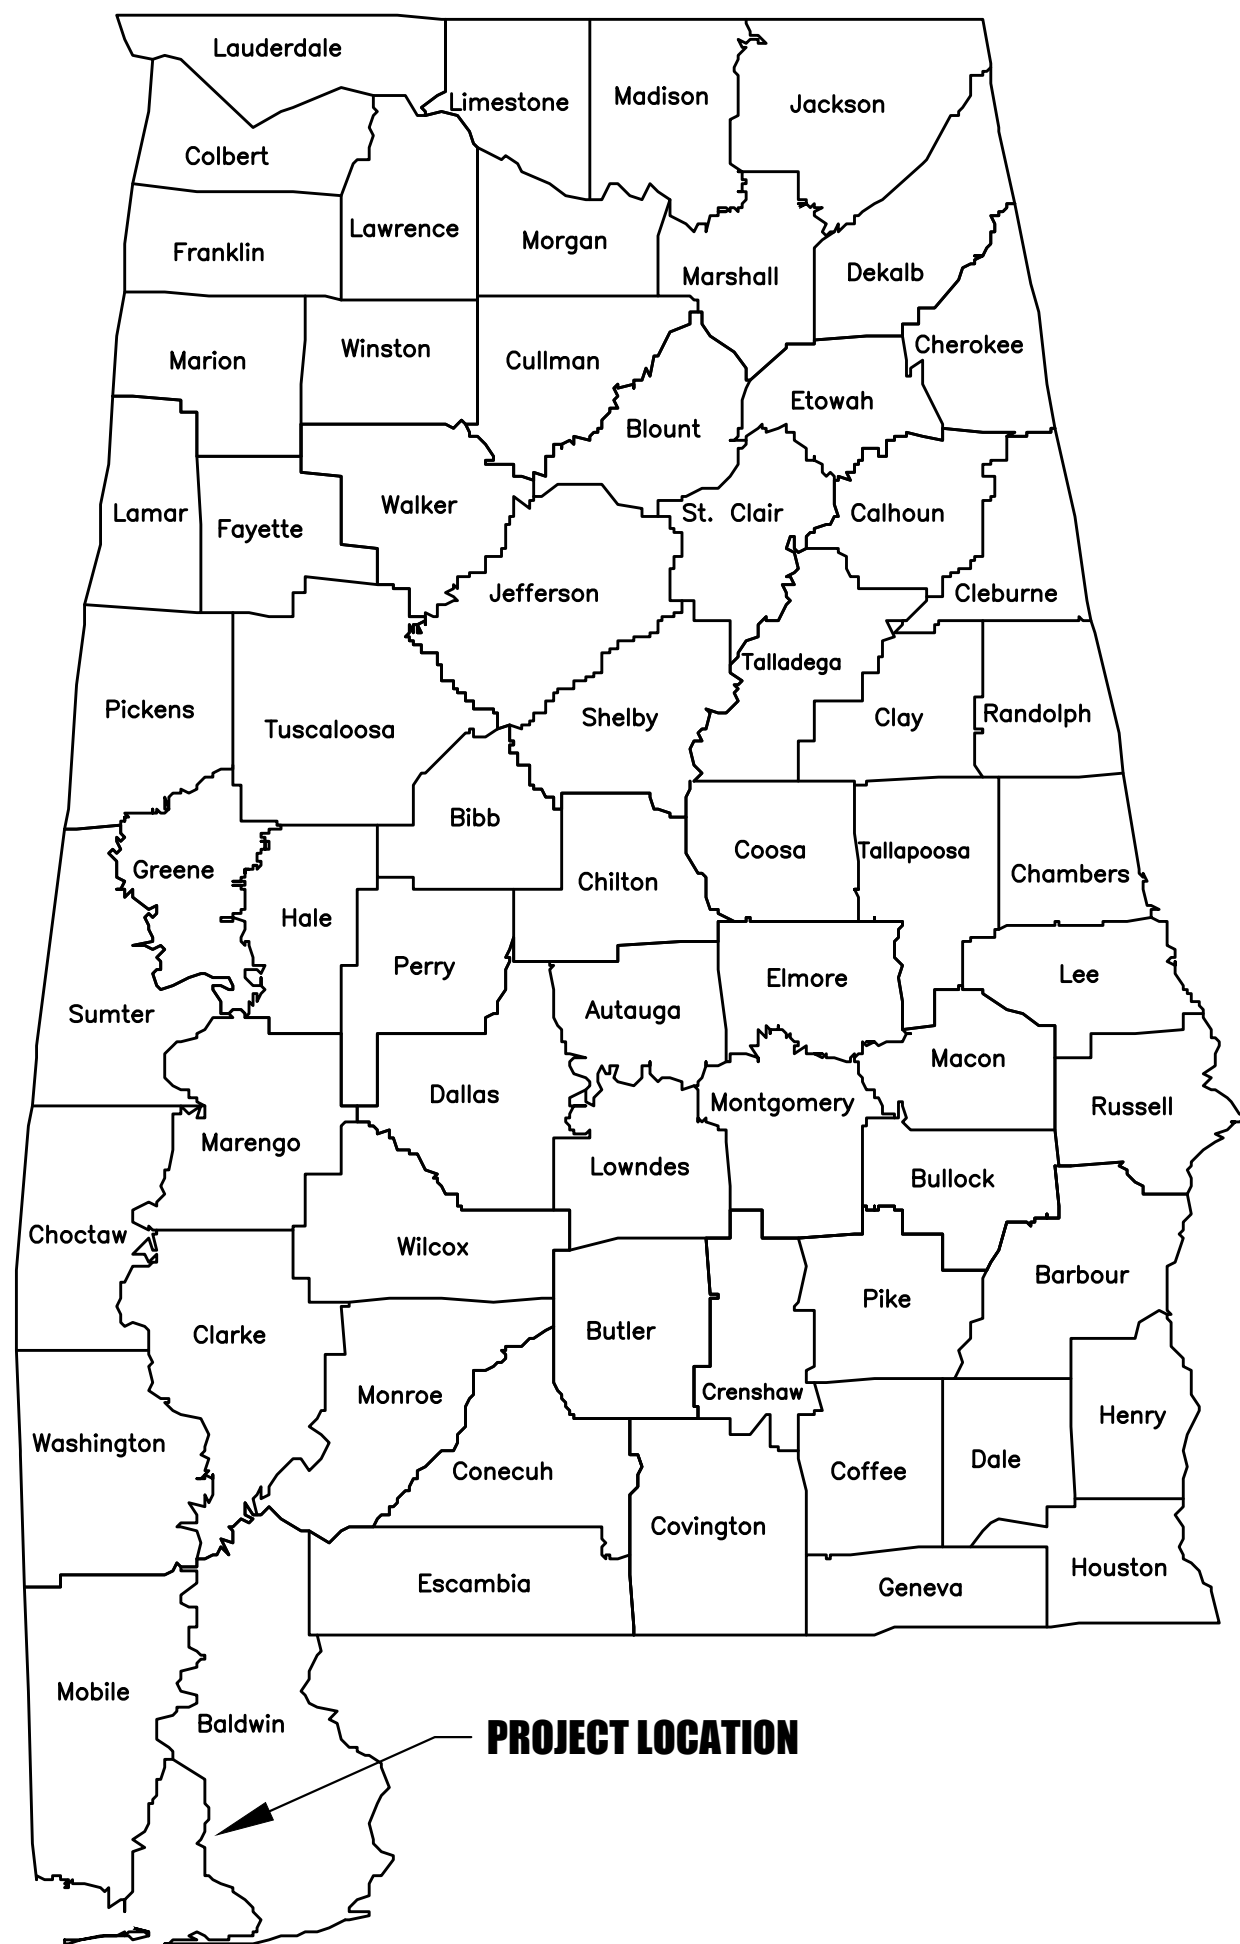 Lauderdale
Limestone
Madison
Jackson
Colbert
Lawrence
Franklin
Morgan
Marshall
Dekalb
Cherokee
Marion
Winston
Cullman
Etowah
Blount
Lamar
Fayette
Walker
St. Clair
Calhoun
Jefferson
Cleburne
Talladega
Pickens
Tuscaloosa
Shelby
Clay
Randolph
Bibb
Greene
Coosa
Tallapoosa
Chambers
Chilton
Hale
Perry
Elmore
Lee
Sumter
Autauga
Macon
Dallas
Montgomery
Russell
Marengo
Lowndes
Bullock
Choctaw
Wilcox
Barbour
Pike
Clarke
Butler
Monroe
Crenshaw
Henry
Washington
Conecuh
Coffee
Dale
Covington
Escambia
Geneva
Houston
Mobile
Baldwin
PROJECT LOCATION